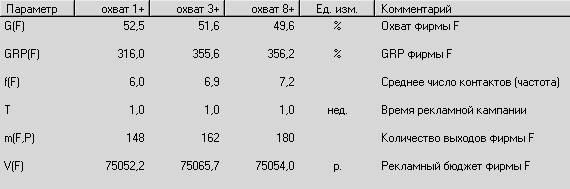 Параметр охват 1+ охват 3+ охват 8+ Ед. изм. Комментарий
G(F) 52,5 51,6 49,6 % Охват фирмы F
GRP(F) 316,0 355,6 356,2 % GRP фирмы F
f(F) 6,0 6,9 7,2 Среднее число контактов (частота)
T 1,0 1,0 1,0 нед. Время рекламной кампании
m(F,P) 148 162 180 Количество выходов фирмы F
V(F) 75052,2 75065,7 75054,0 р. Рекламный бюджет фирмы F